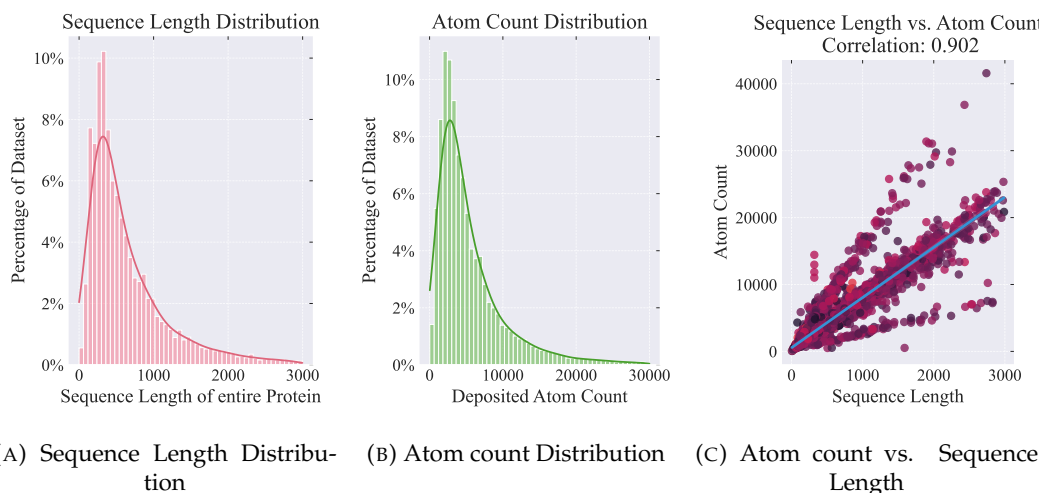 Sequence Length Distribution
10%
8%
6%
4%
2%
0%
Percentage of Dataset
0
1000
2000
3000
Sequence Length of entire Protein
Atom Count Distribution
10%
8%
6%
4%
2%
0%
Percentage of Dataset
0
10000
20000
30000
Deposited Atom Count
Sequence Length vs. Atom Count
Correlation: 0.902
40000
30000
20000
10000
0
Atom Count
0
1000
2000
3000
Sequence Length
(A) Sequence Length Distribu-
tion
(B) Atom count Distribution
(C) Atom count vs. Sequence
Length